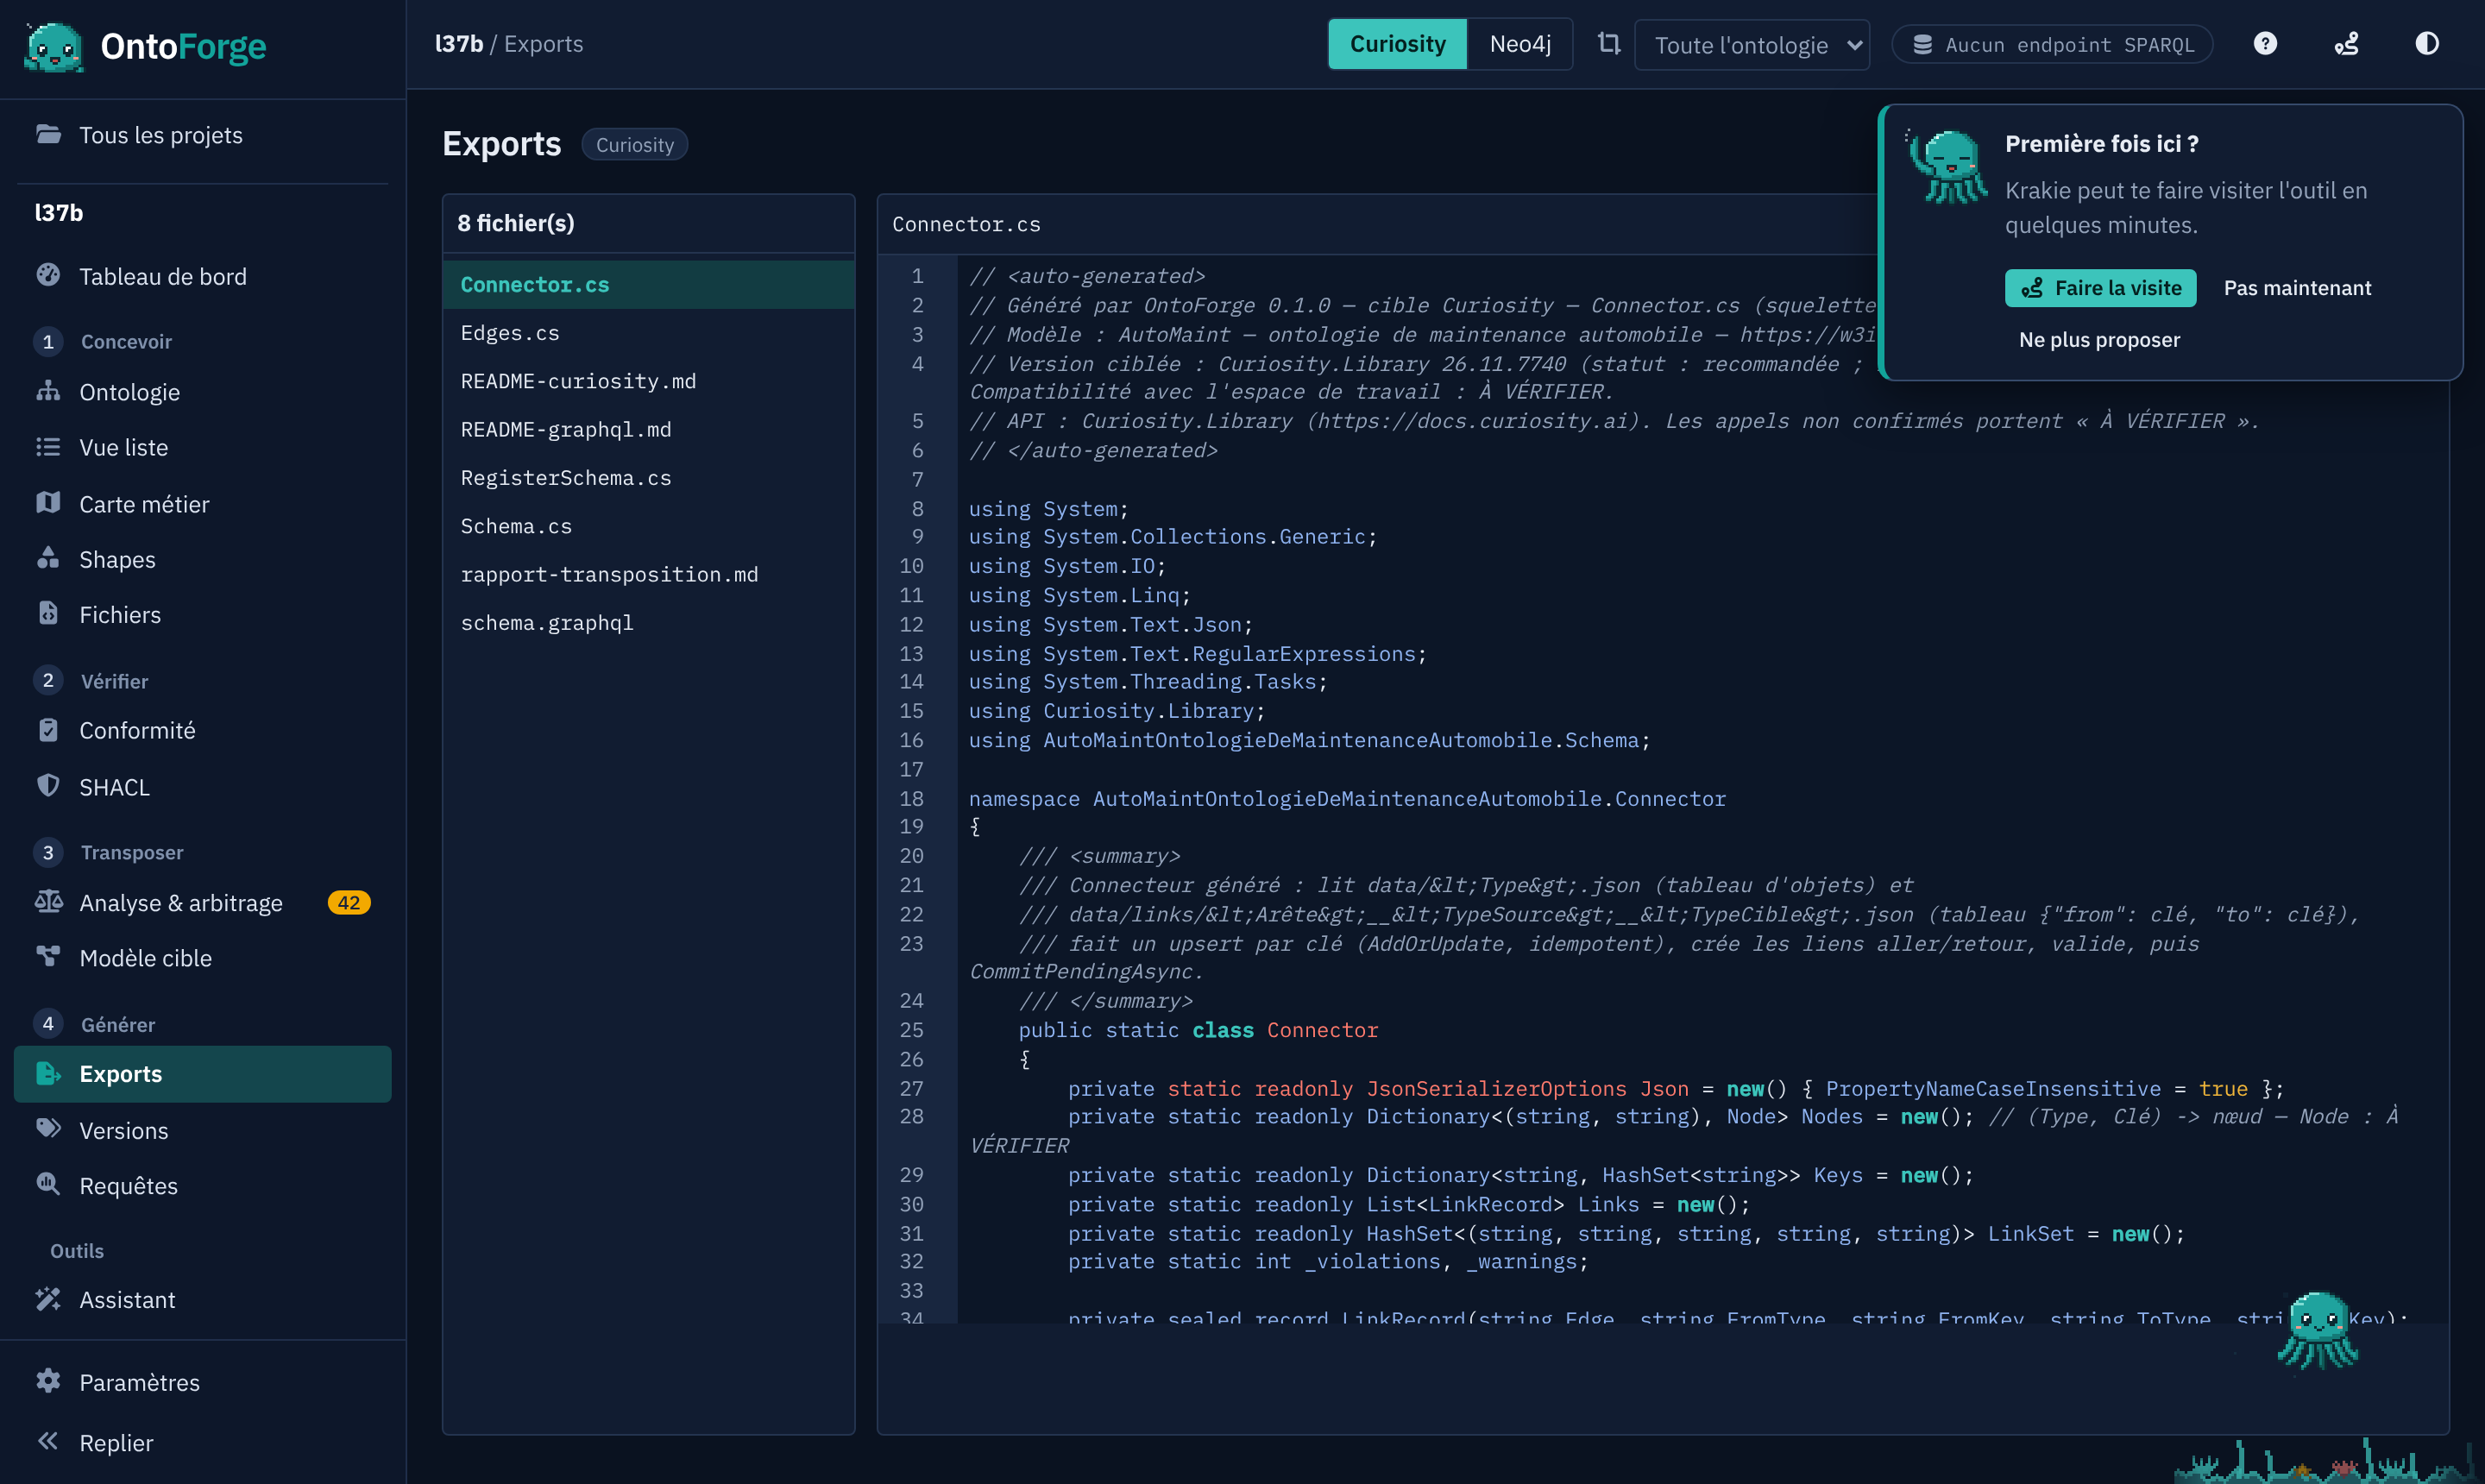 OntoForge
l37b / Exports
Curiosity
Neo4j
Toute l'ontologie
Aucun endpoint SPARQL
Tous les projets
l37b
Tableau de bord
1 Concevoir
Ontologie
Vue liste
Carte métier
Shapes
Fichiers
2 Vérifier
Conformité
SHACL
3 Transposer
Analyse & arbitrage 42
Modèle cible
4 Générer
Exports
Versions
Requêtes
Outils
Assistant
Paramètres
Replier
Exports Curiosity
8 fichier(s)
Connector.cs
Edges.cs
README-curiosity.md
README-graphql.md
RegisterSchema.cs
Schema.cs
rapport-transposition.md
schema.graphql
Première fois ici ?
Krakie peut te faire visiter l'outil en
quelques minutes.
Faire la visite
Pas maintenant
Ne plus proposer
Connector.cs
1 // <auto-generated>
2 // Généré par OntoForge 0.1.0 — cible Curiosity — Connector.cs (squelette
3 // Modèle : AutoMaint — ontologie de maintenance automobile — https://w3i
4 // Version ciblée : Curiosity.Library 26.11.7740 (statut : recommandée ;
Compatibilité avec l'espace de travail : À VÉRIFIER.
5 // API : Curiosity.Library (https://docs.curiosity.ai). Les appels non confirmés portent « À VÉRIFIER ».
6 // </auto-generated>
7
8 using System;
9 using System.Collections.Generic;
10 using System.IO;
11 using System.Linq;
12 using System.Text.Json;
13 using System.Text.RegularExpressions;
14 using System.Threading.Tasks;
15 using Curiosity.Library;
16 using AutoMaintOntologieDeMaintenanceAutomobile.Schema;
17
18 namespace AutoMaintOntologieDeMaintenanceAutomobile.Connector
19 {
20 /// <summary>
21 /// Connecteur généré : lit data/&lt;Type&gt;.json (tableau d'objets) et
22 /// data/links/&lt;Arête&gt;__&lt;TypeSource&gt;__&lt;TypeCible&gt;.json (tableau {"from": clé, "to": clé}),
23 /// fait un upsert par clé (AddOrUpdate, idempotent), crée les liens aller/retour, valide, puis
CommitPendingAsync.
24 /// </summary>
25 public static class Connector
26 {
27 private static readonly JsonSerializerOptions Json = new() { PropertyNameCaseInsensitive = true };
28 private static readonly Dictionary<(string, string), Node> Nodes = new(); // (Type, Clé) -> nœud — Node : À
VÉRIFIER
29 private static readonly Dictionary<string, HashSet<string>> Keys = new();
30 private static readonly List<LinkRecord> Links = new();
31 private static readonly HashSet<(string, string, string, string, string)> LinkSet = new();
32 private static int _violations, _warnings;
33
34 private sealed record LinkRecord(string Edge, string FromType, string FromKey, string ToType, stri Key);